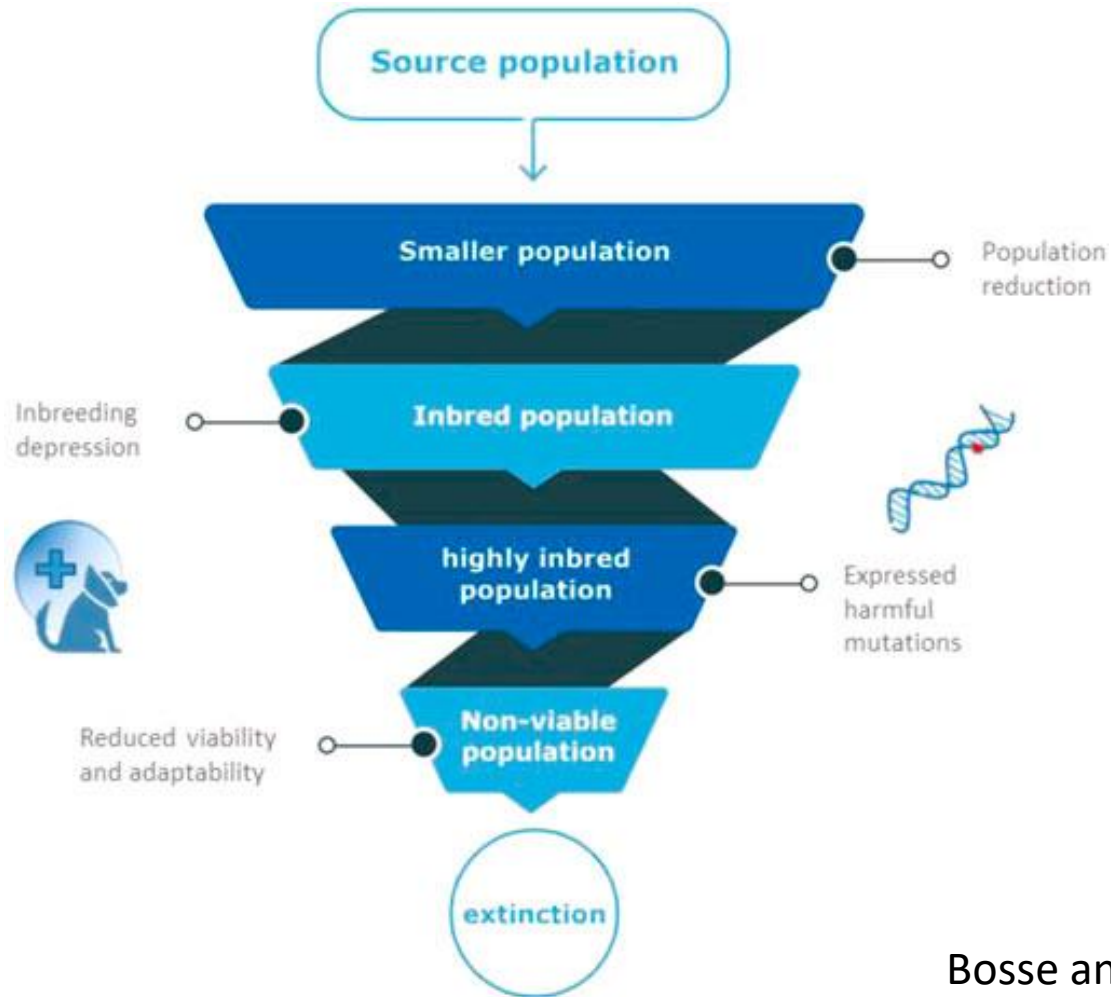 Source population
Smaller population
Population
reduction
Inbreeding
depression
Inbred population
highly inbred
population
Expressed
harmful
mutations
Reduced viability
and adaptability
Non-viable
population
extinction
Bosse